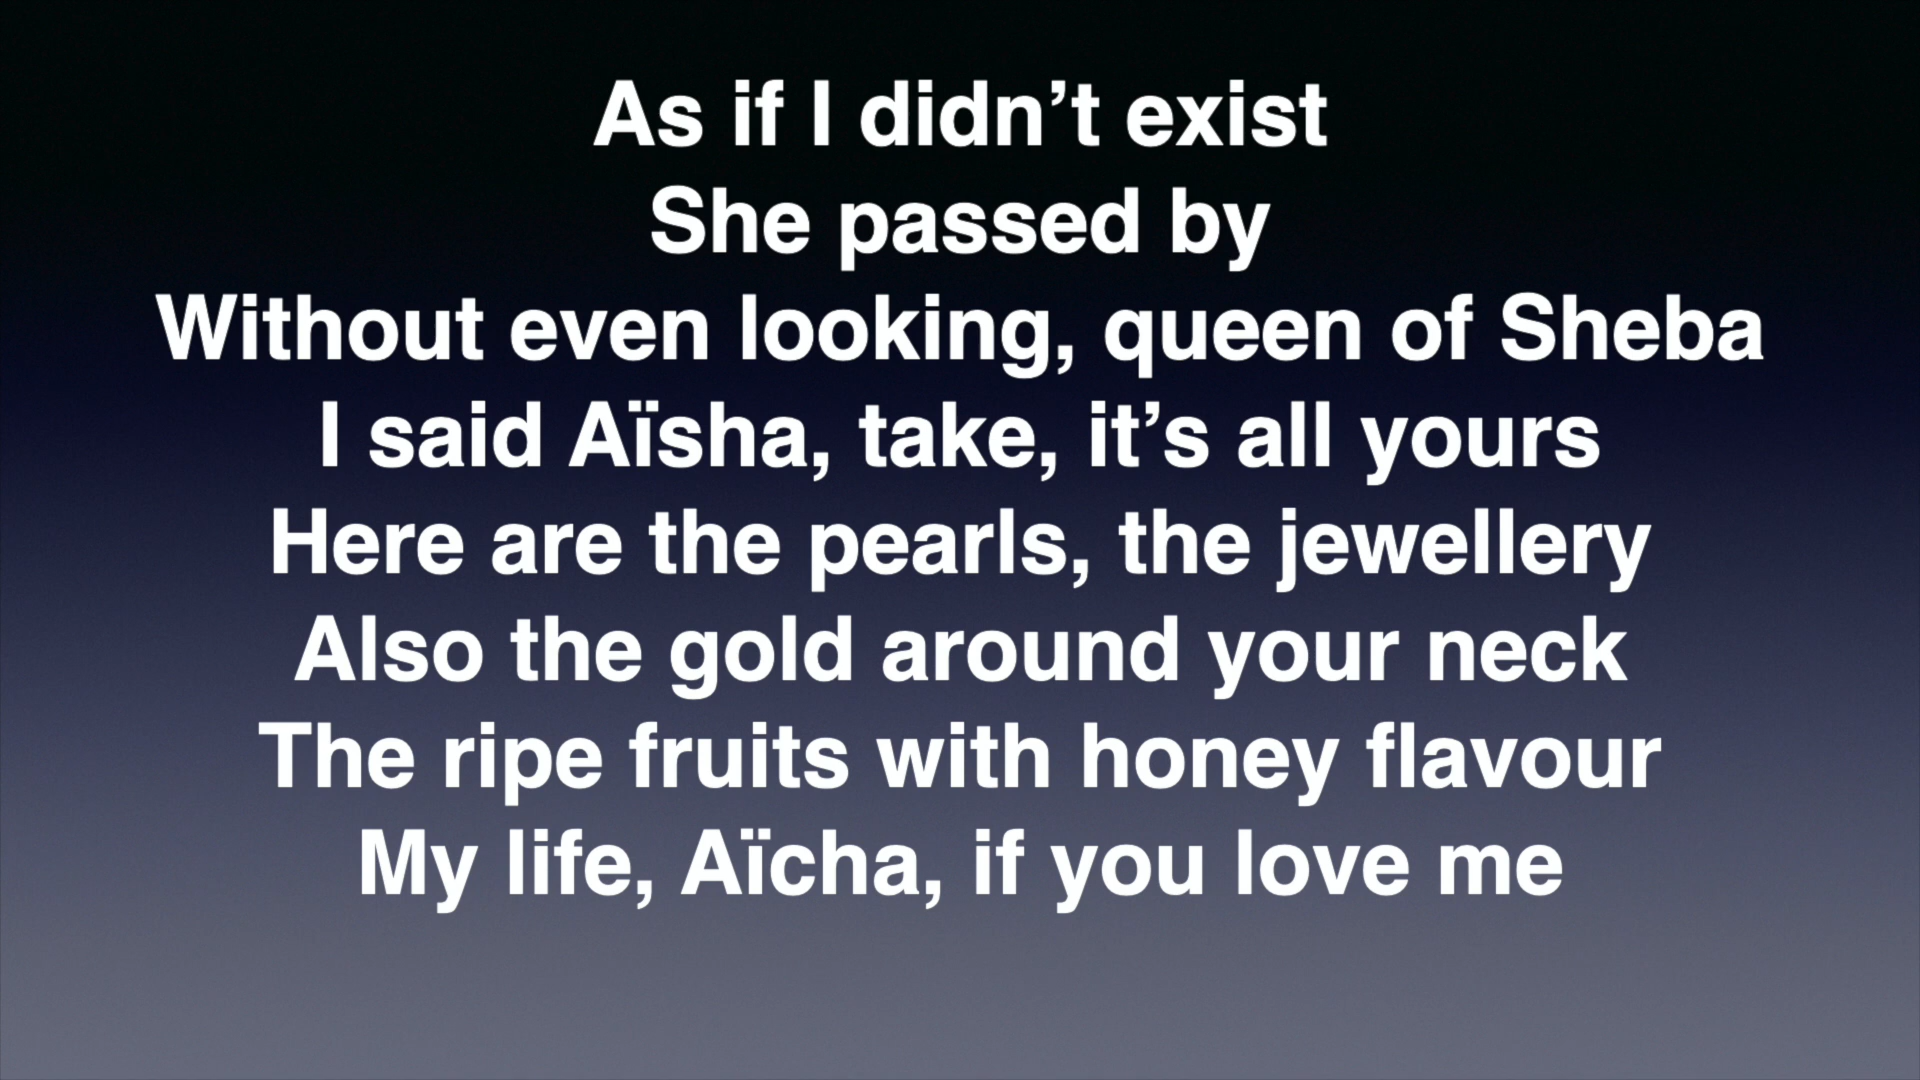 As if I didn’t exist
She passed by
Without even looking, queen of Sheba
I said Aïsha, take, it’s all yours
Here are the pearls, the jewellery
Also the gold around your neck
The ripe fruits with honey flavour
My life, Aïcha, if you love me